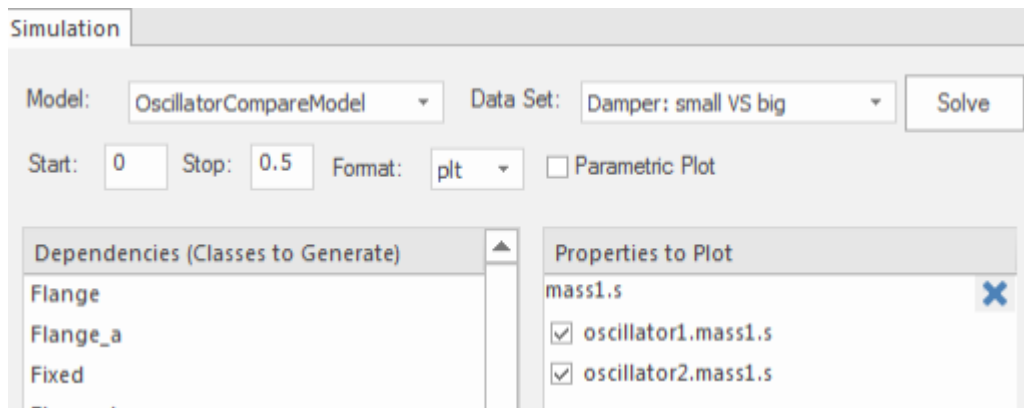 Simulation
Model: OscillatorCompareModel Data Set: Damper: small VS big Solve
Start: 0 Stop: 0.5 Format: plt Parametric Plot
Dependencies (Classes to Generate) Properties to Plot
Flange mass1.s
Flange_a oscillator1.mass1.s
Fixed oscillator2.mass1.s